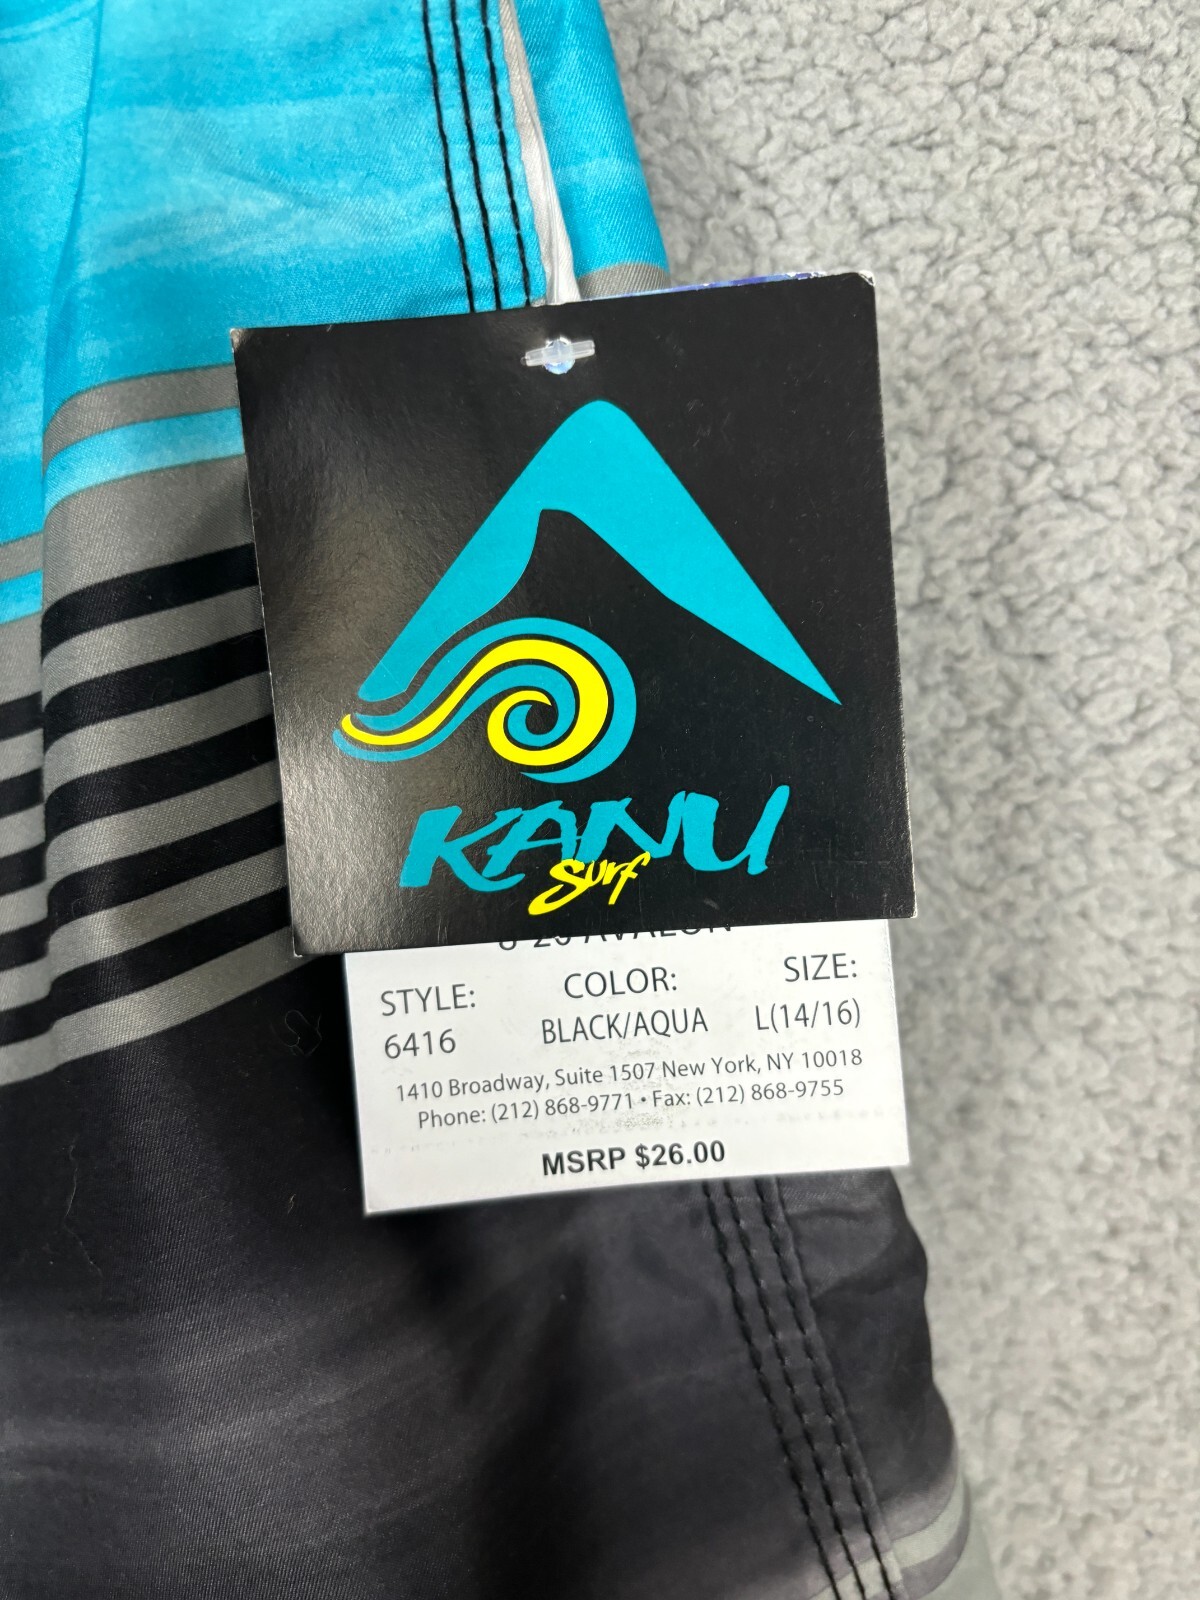 KANU
Surf
AVALON
STYLE: COLOR: SIZE:
6416 BLACK/AQUA L(14/16)
1410 Broadway, Suite 1507 New York, NY 10018
Phone: (212) 868-9771 • Fax: (212) 868-9755
MSRP $26.00